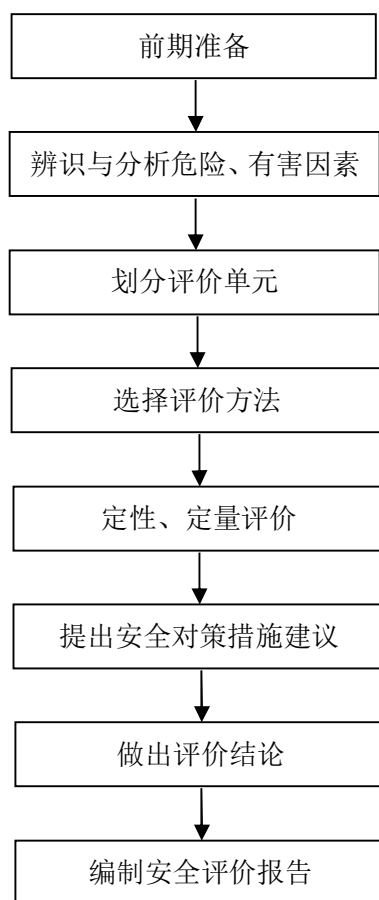 前期准备
辨识与分析危险、有害因素
划分评价单元
选择评价方法
定性、定量评价
提出安全对策措施建议
做出评价结论
编制安全评价报告